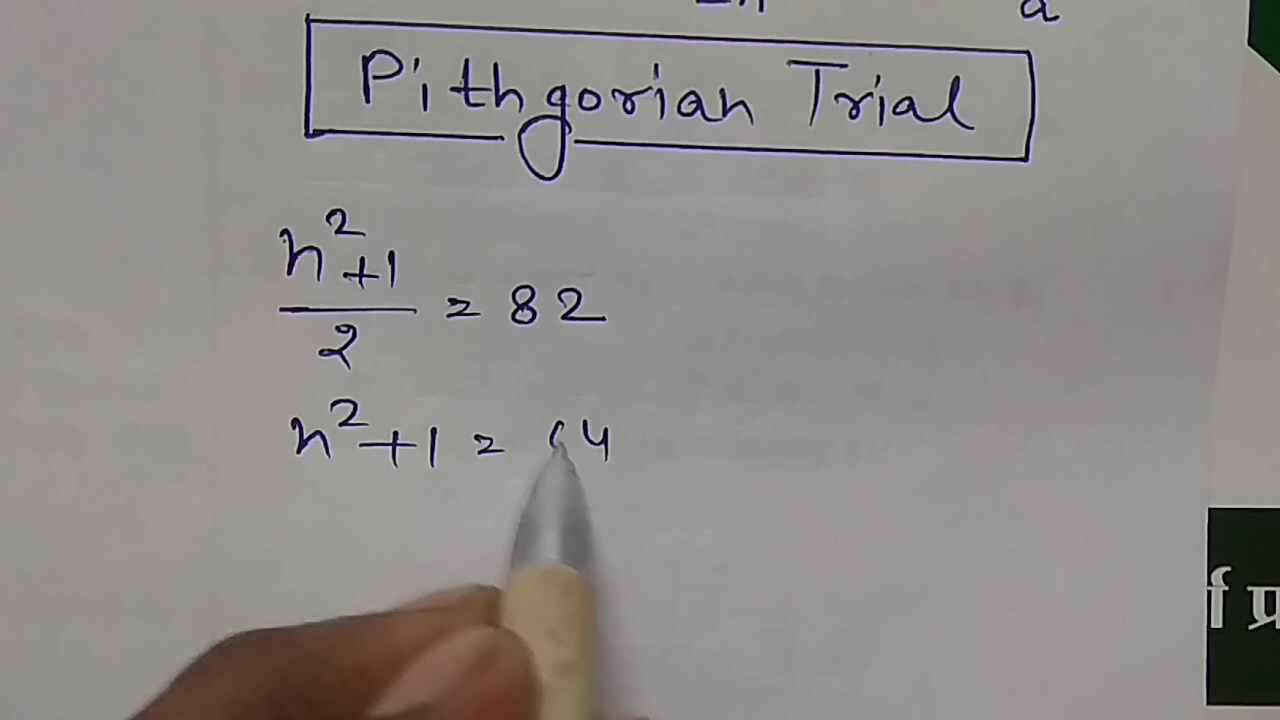 a
Pithgorian Trial
n²+1
2
= 82
n²+1 =
र्ग प्र